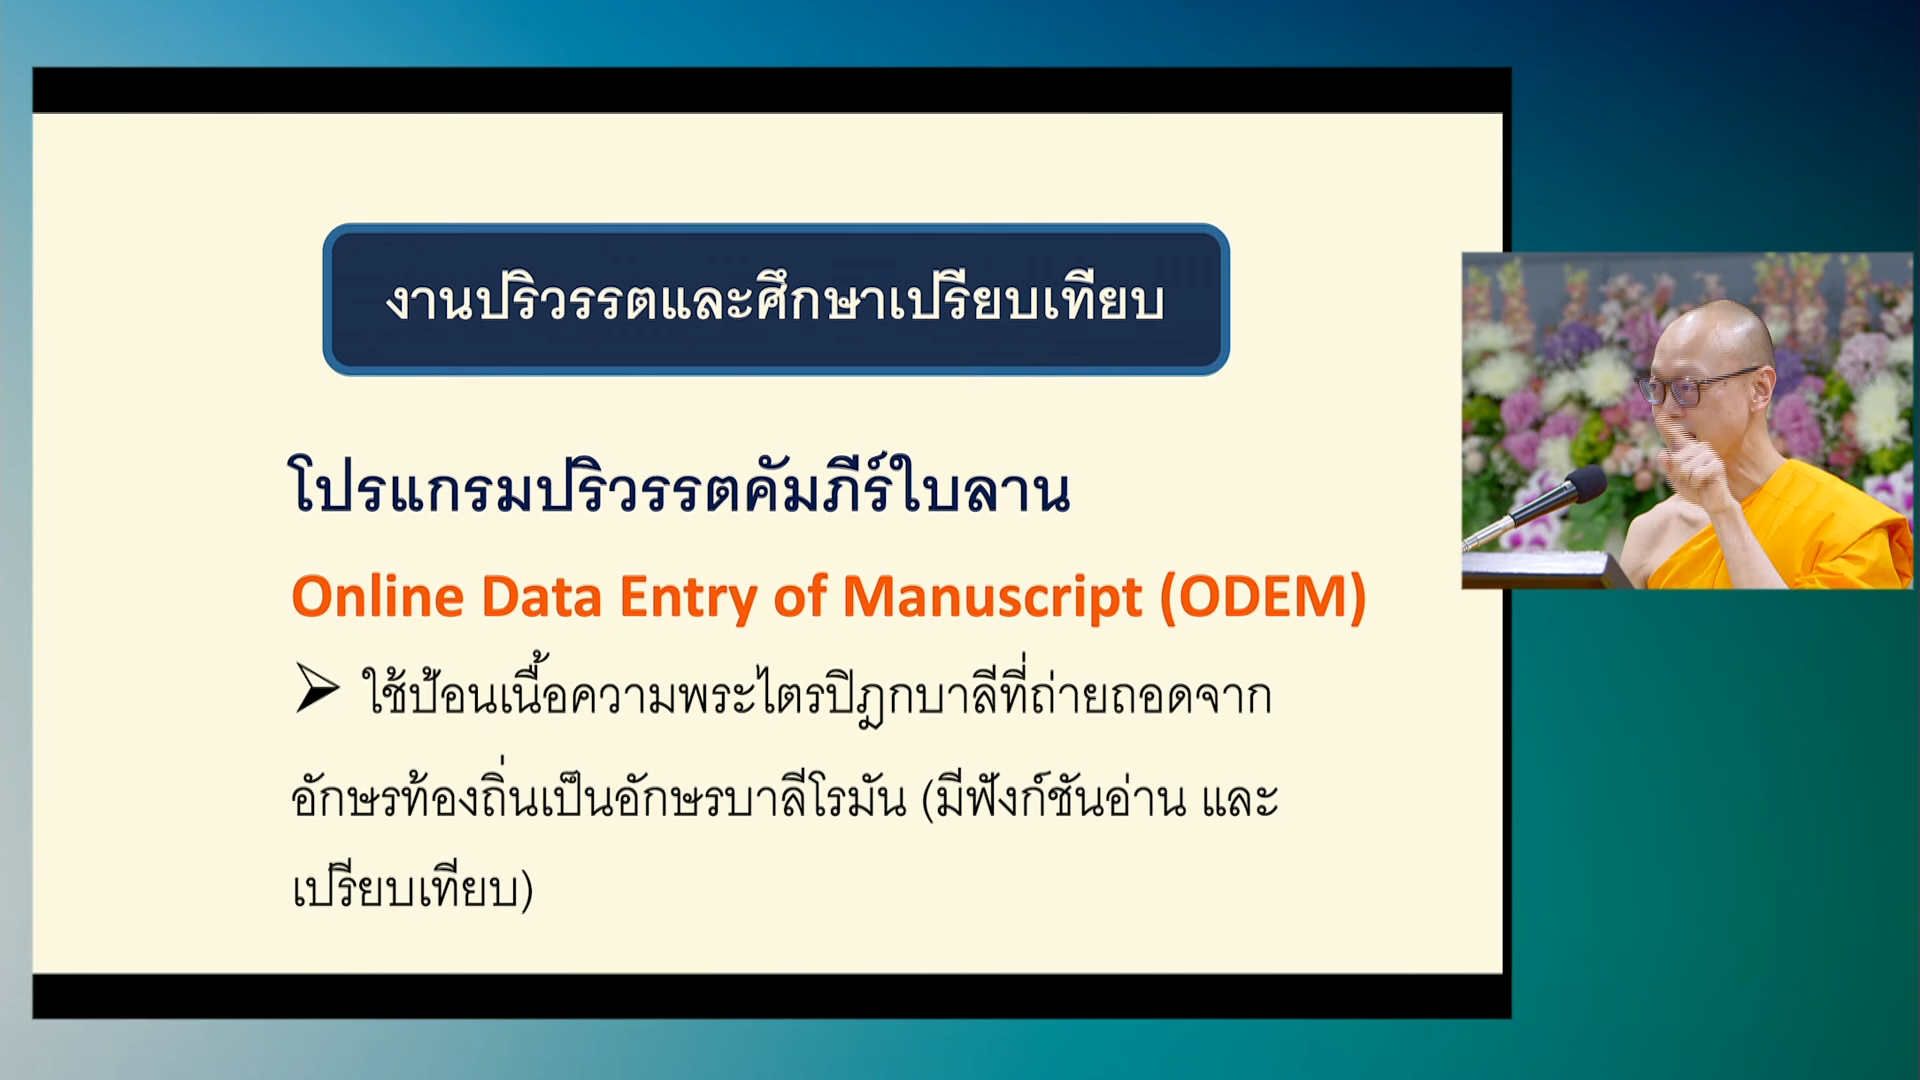 งานปริวรรตและศึกษาเปรียบเทียบ
โปรแกรมปริวรรตคัมภีร์ใบลาน
Online Data Entry of Manuscript (ODEM)
➢ ใช้ป้อนเนื้อความพระไตรปิฎกบาลีที่ถ่ายถอดจาก
อักษรท้องถิ่นเป็นอักษรบาลีโรมัน (มีฟังก์ชันอ่าน และ
เปรียบเทียบ)